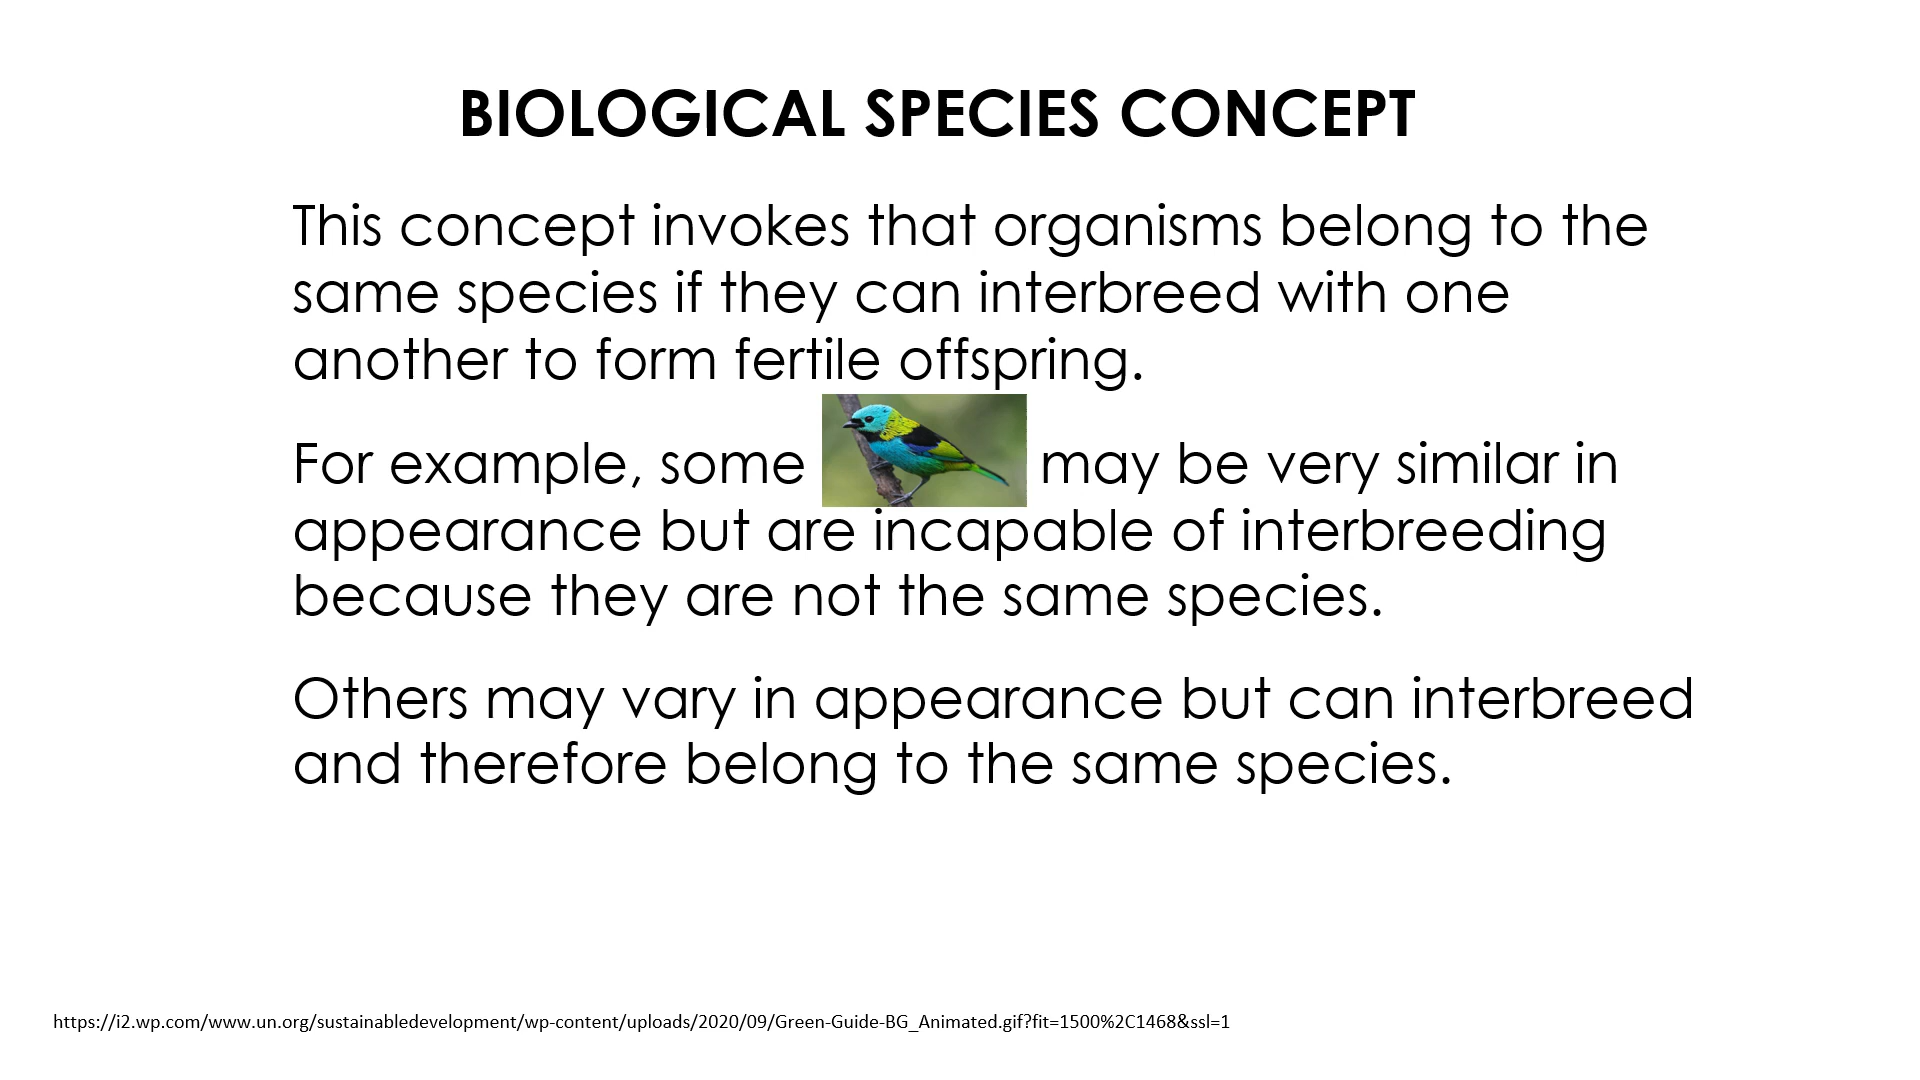 BIOLOGICAL SPECIES CONCEPT
This concept invokes that organisms belong to the
same species if they can interbreed with one
another to form fertile offspring.
For example, some may be very similar in
appearance but are incapable of interbreeding
because they are not the same species.
Others may vary in appearance but can interbreed
and therefore belong to the same species.
https://i2.wp.com/www.un.org/sustainabledevelopment/wp-content/uploads/2020/09/Green-Guide-BG_Animated.gif?fit=1500%2C1468&ssl=1